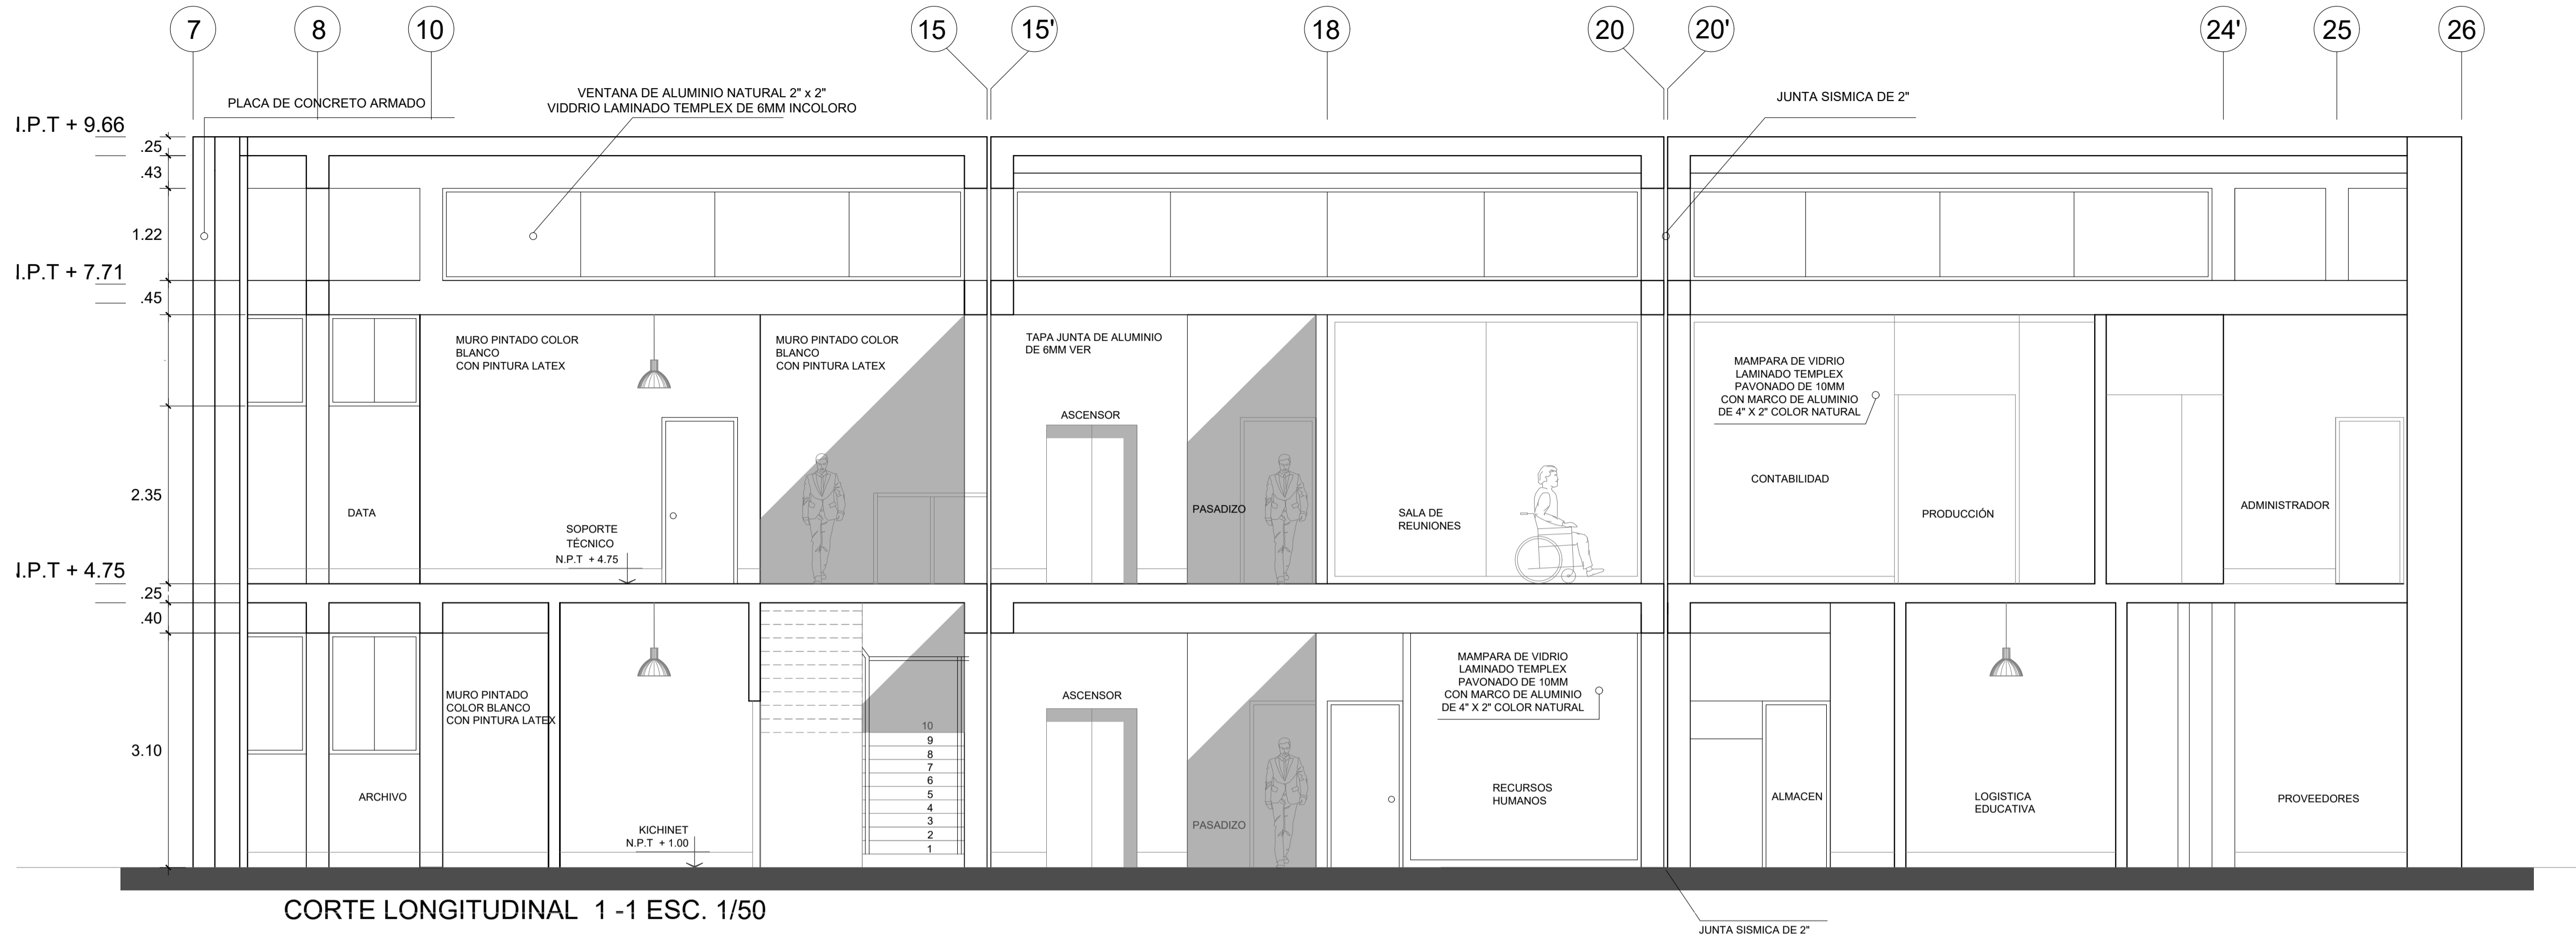 7
8
10
15
15'
18
20
20'
24'
25
26
PLACA DE CONCRETO ARMADO
VENTANA DE ALUMINIO NATURAL 2" x 2"
VIDDRIO LAMINADO TEMPLEX DE 6MM INCOLORO
JUNTA SISMICA DE 2"
I.P.T + 9.66
.25
.43
1.22
I.P.T + 7.71
.45
MURO PINTADO COLOR
BLANCO
CON PINTURA LATEX
MURO PINTADO COLOR
BLANCO
CON PINTURA LATEX
TAPA JUNTA DE ALUMINIO
DE 6MM VER
MAMPARA DE VIDRIO
LAMINADO TEMPLEX
PAVONADO DE 10MM
CON MARCO DE ALUMINIO
DE 4" X 2" COLOR NATURAL
ASCENSOR
CONTABILIDAD
2.35
DATA
SOPORTE
TÉCNICO
N.P.T + 4.75
PASADIZO
SALA DE
REUNIONES
PRODUCCIÓN
ADMINISTRADOR
I.P.T + 4.75
.25
.40
MURO PINTADO
COLOR BLANCO
CON PINTURA LATEX
ASCENSOR
MAMPARA DE VIDRIO
LAMINADO TEMPLEX
PAVONADO DE 10MM
CON MARCO DE ALUMINIO
DE 4" X 2" COLOR NATURAL
3.10
10
9
8
7
6
5
4
3
2
1
ARCHIVO
KICHINET
N.P.T + 1.00
PASADIZO
RECURSOS
HUMANOS
ALMACEN
LOGISTICA
EDUCATIVA
PROVEEDORES
CORTE LONGITUDINAL 1 -1 ESC. 1/50
JUNTA SISMICA DE 2"